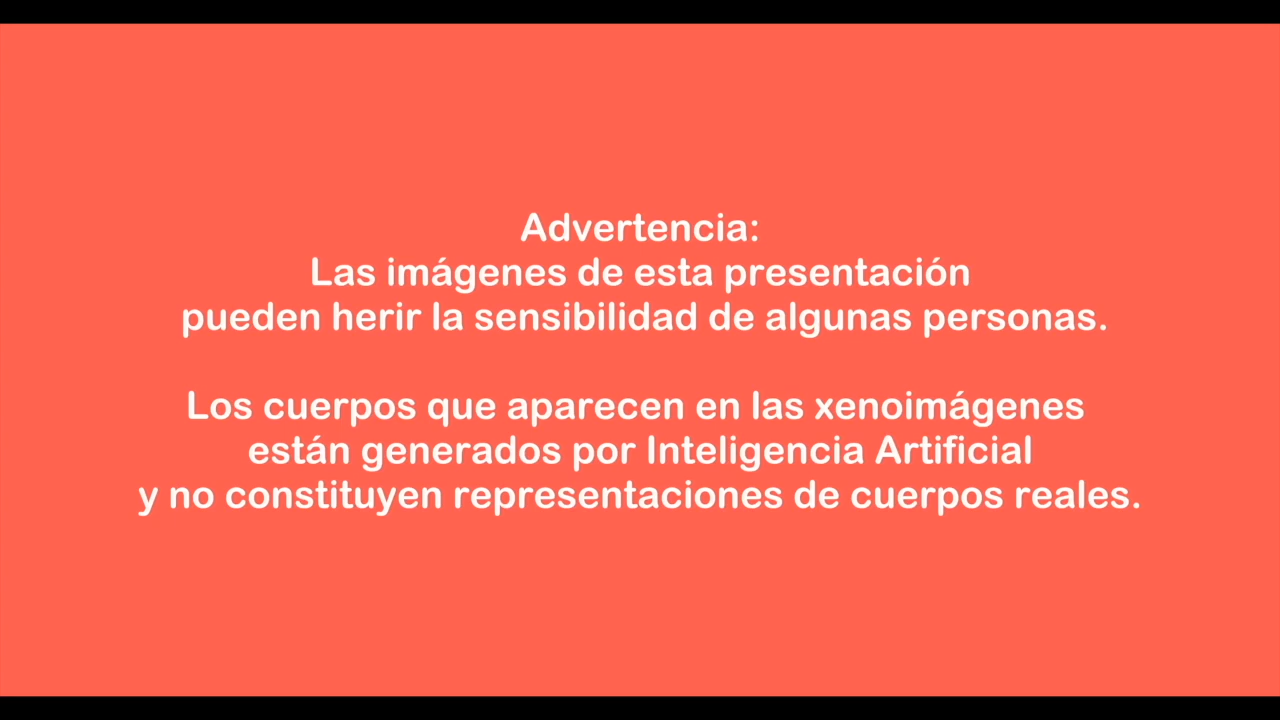 Advertencia:
Las imágenes de esta presentación
pueden herir la sensibilidad de algunas personas.
Los cuerpos que aparecen en las xenoimágenes
están generados por Inteligencia Artificial
y no constituyen representaciones de cuerpos reales.